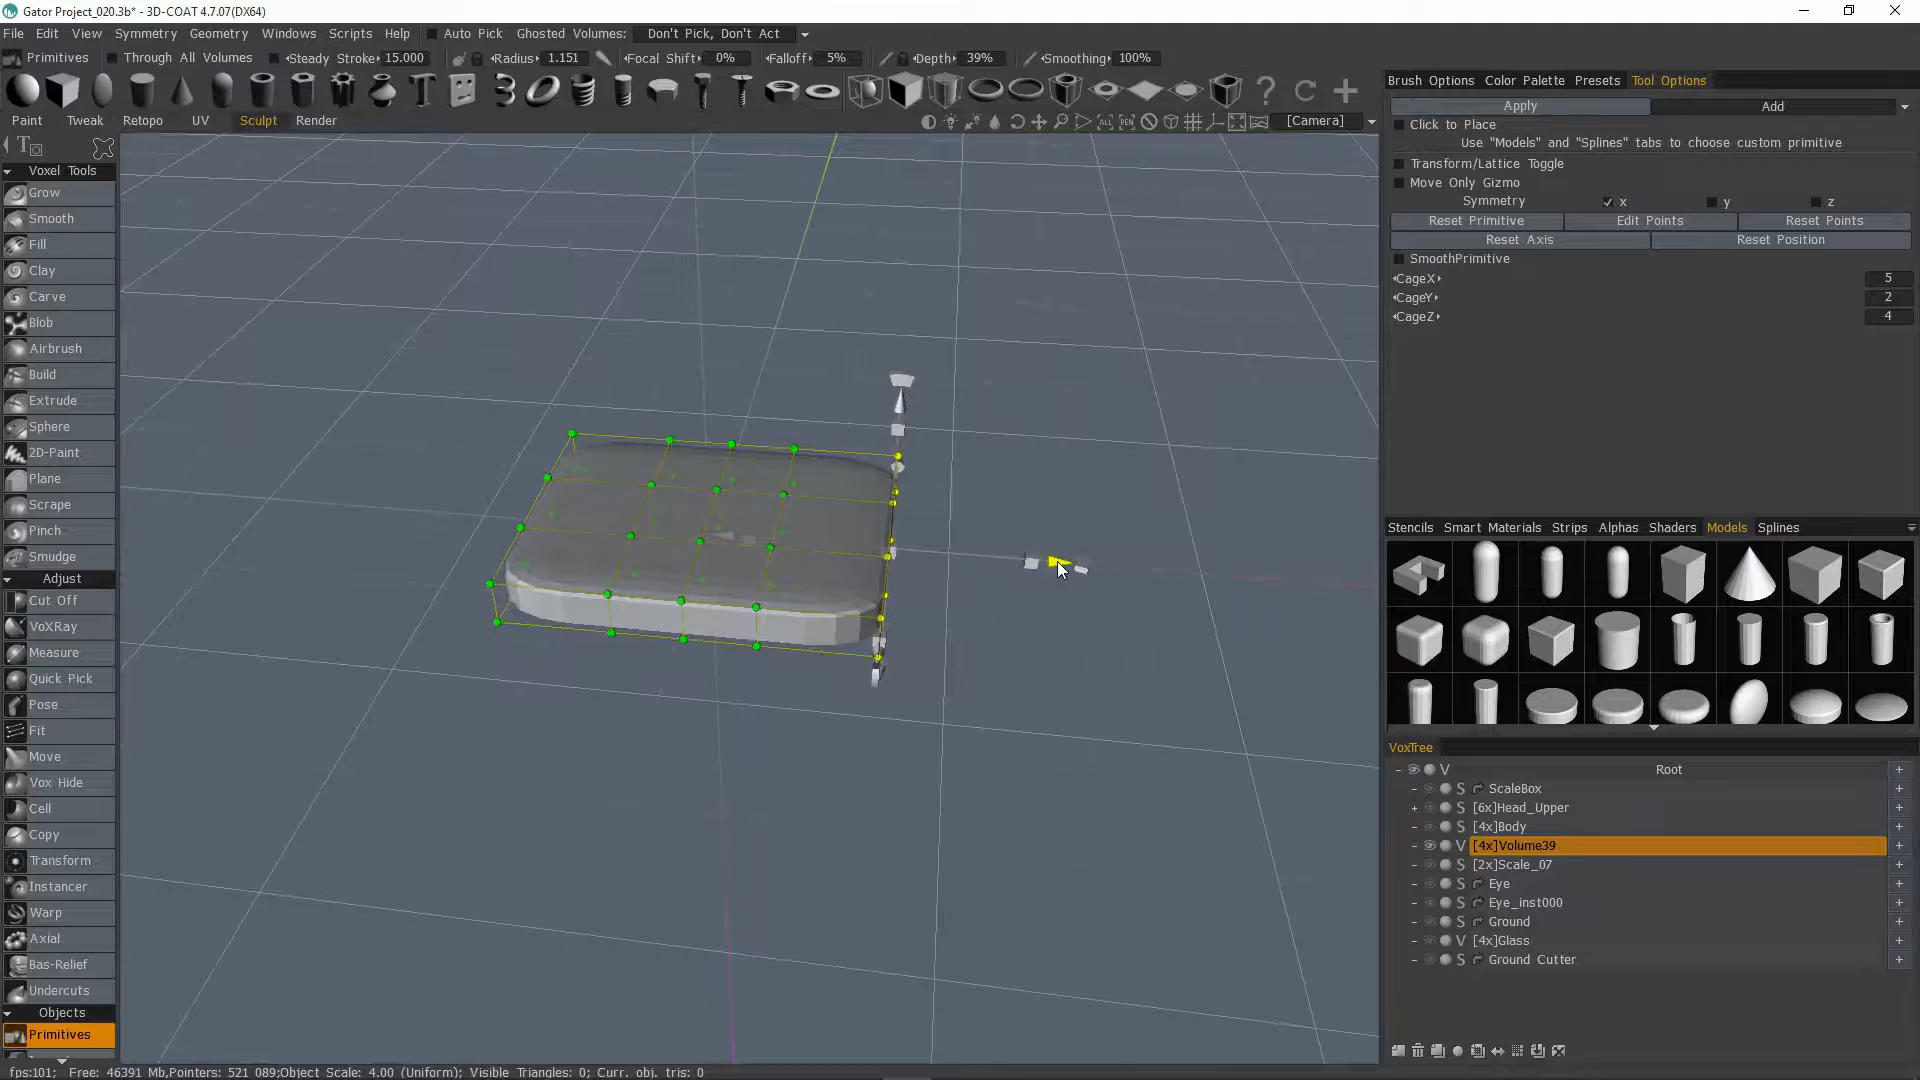 Gator Project_020.3b* - 3D-COAT 4.7.07(DX64)
File Edit View Symmetry Geometry Windows Scripts Help Auto Pick Ghosted Volumes: Don't Pick, Don't Act
Primitives Through All Volumes Steady Stroke 15.000 Radius 1.151 Focal Shift 0% Falloff 5% Depth 39% Smoothing 100%
Brush Options Color Palette Presets Tool Options
Apply Add
Paint Tweak Retopo UV Sculpt Render [Camera]
Click to Place
Use "Models" and "Splines" tabs to choose custom primitive
Transform/Lattice Toggle
Move Only Gizmo
Symmetry x y z
Reset Primitive Edit Points Reset Points
Reset Axis Reset Position
SmoothPrimitive
CageX 5
CageY 2
CageZ 4
Voxel Tools
Grow
Smooth
Fill
Clay
Carve
Blob
Airbrush
Build
Extrude
Sphere
2D-Paint
Plane
Scrape
Pinch
Smudge
Adjust
Cut Off
VoXRay
Measure
Quick Pick
Pose
Fit
Move
Vox Hide
Cell
Copy
Transform
Instancer
Warp
Axial
Bas-Relief
Undercuts
Objects
Primitives
Stencils Smart Materials Strips Alphas Shaders Models Splines
VoxTree
V Root
S ScaleBox
S [6x]Head_Upper
S [4x]Body
V [4x]Volume39
S [2x]Scale_07
S Eye
S Eye_inst000
S Ground
V [4x]Glass
S Ground Cutter
fps:101; Free: 46391 Mb,Pointers: 521 089;Object Scale: 4.00 (Uniform); Visible Triangles: 0; Curr. obj. tris: 0